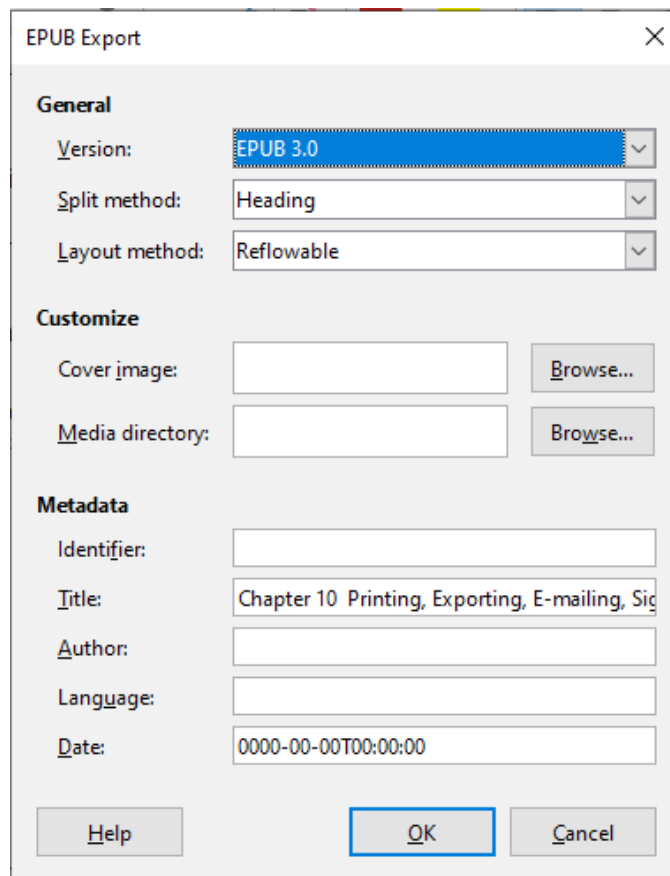 EPUB Export
General
Version: EPUB 3.0
Split method: Heading
Layout method: Reflowable
Customize
Cover image: Browse...
Media directory: Browse...
Metadata
Identifier:
Title: Chapter 10  Printing, Exporting, E-mailing, Sig
Author:
Language:
Date: 0000-00-00T00:00:00
Help OK Cancel